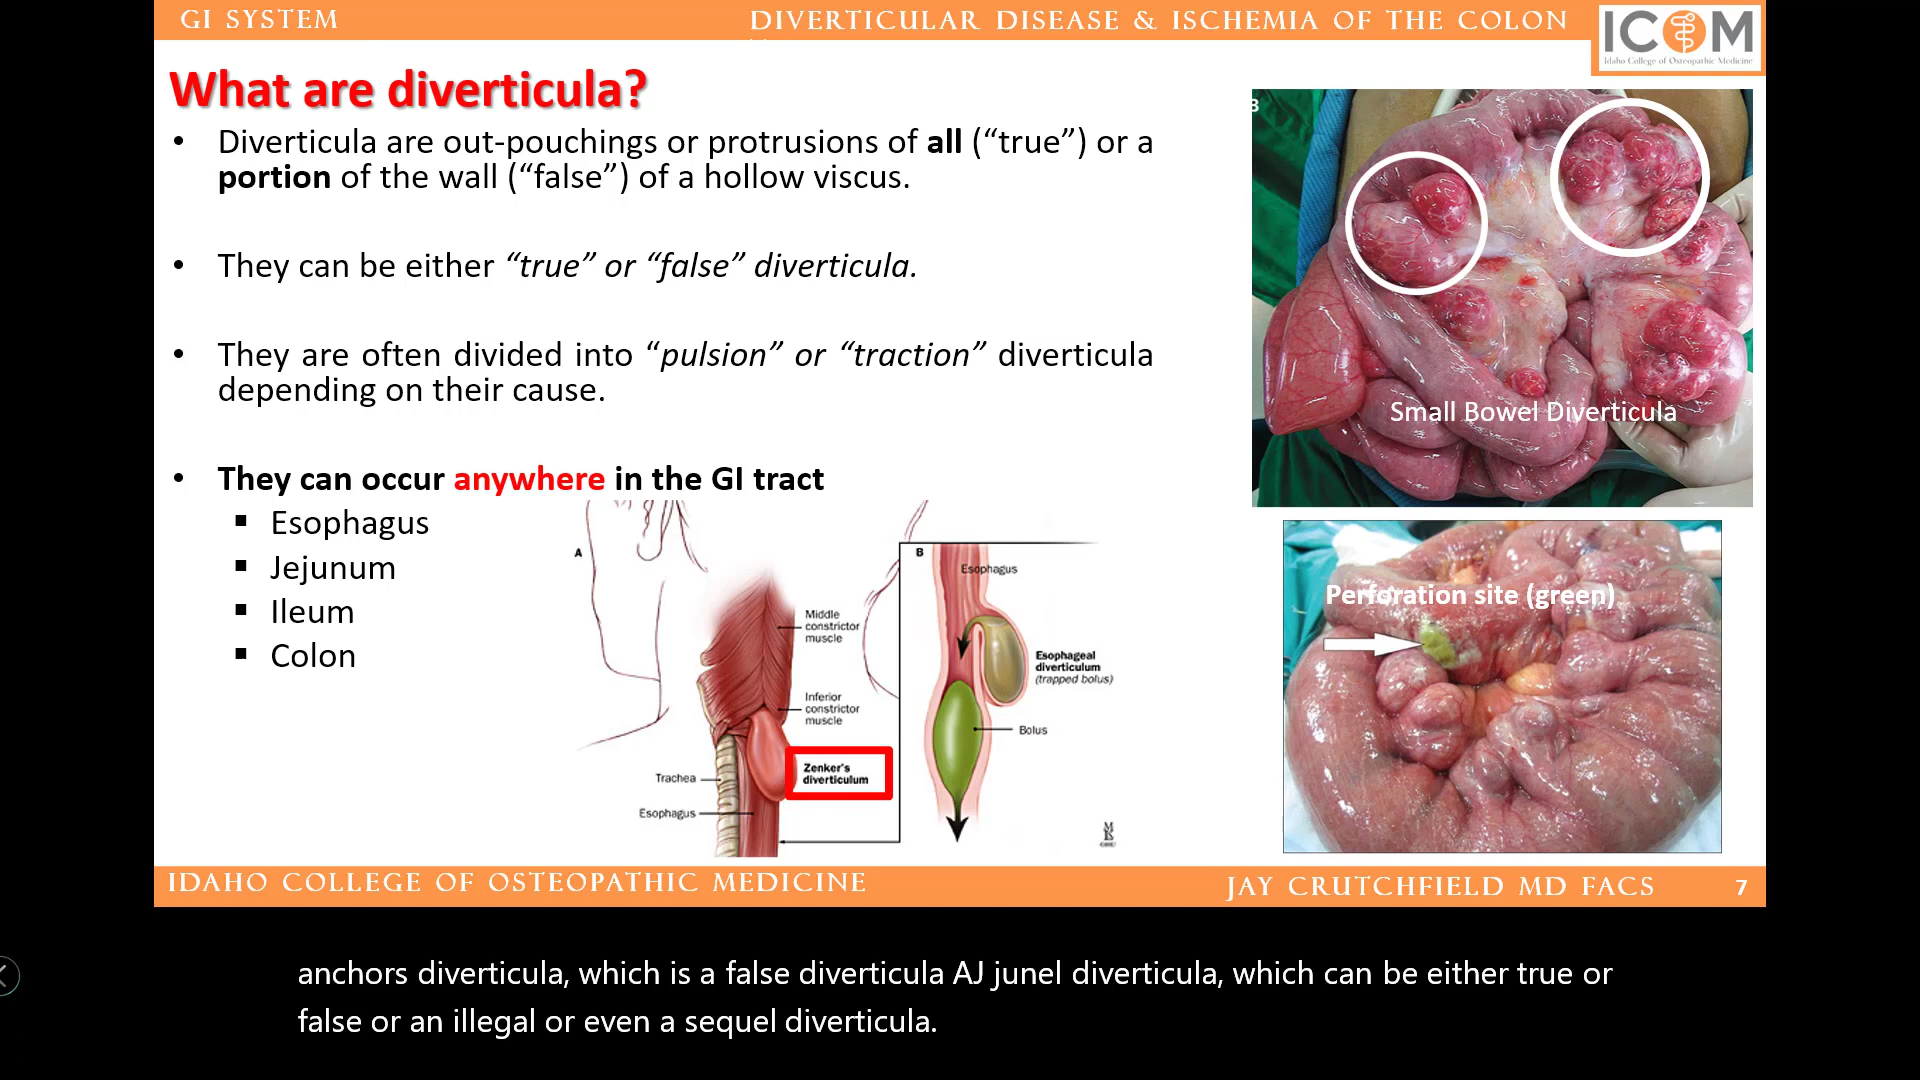 GI SYSTEM
DIVERTICULAR DISEASE & ISCHEMIA OF THE COLON
ICOM
Idaho College of Osteopathic Medicine
What are diverticula?
• Diverticula are out-pouchings or protrusions of all (“true”) or a
portion of the wall (“false”) of a hollow viscus.
• They can be either “true” or “false” diverticula.
• They are often divided into “pulsion” or “traction” diverticula
depending on their cause.
• They can occur anywhere in the GI tract
▪ Esophagus
▪ Jejunum
▪ Ileum
▪ Colon
A
Middle
constrictor
muscle
Inferior
constrictor
muscle
Zenker's
diverticulum
Trachea
Esophagus
B
Esophagus
Esophageal
diverticulum
(trapped bolus)
Bolus
Small Bowel Diverticula
Perforation site (green)
IDAHO COLLEGE OF OSTEOPATHIC MEDICINE
JAY CRUTCHFIELD MD FACS
7
anchors diverticula, which is a false diverticula AJ junel diverticula, which can be either true or
false or an illegal or even a sequel diverticula.